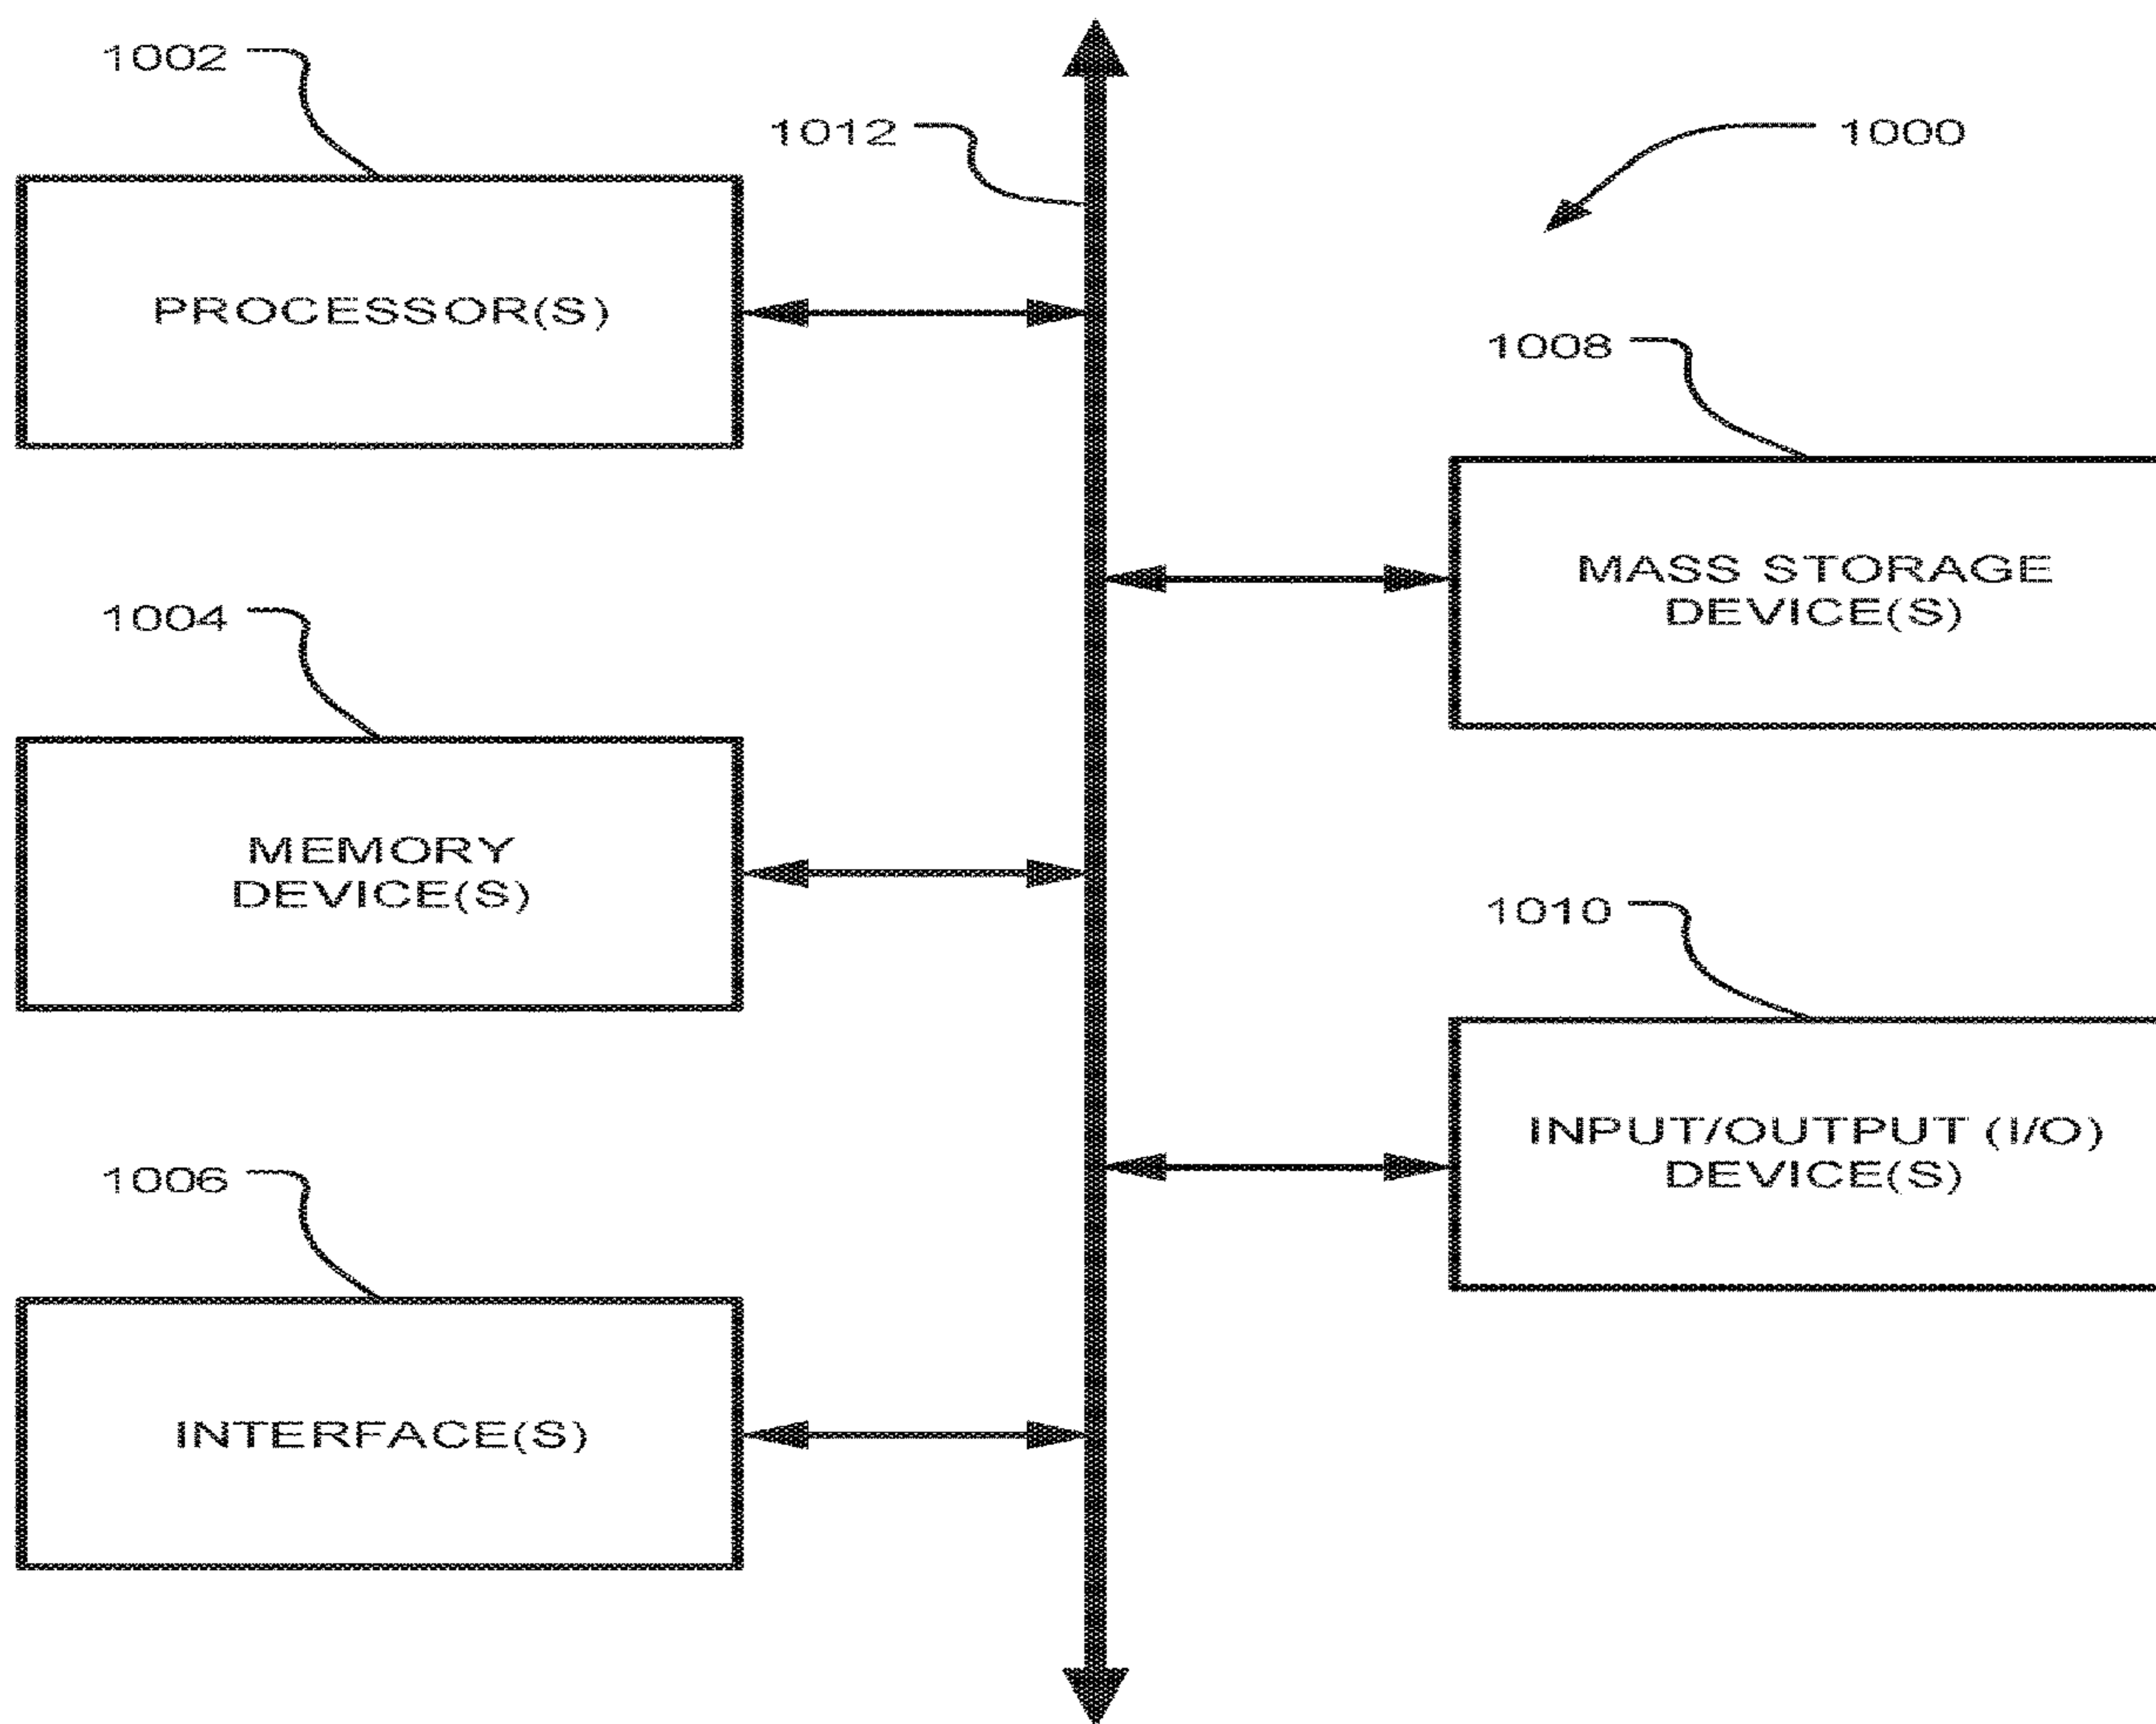 1002
1012
1000
PROCESSOR(S)
1008
MASS STORAGE
DEVICE(S)
1004
MEMORY
DEVICE(S)
1010
INPUT/OUTPUT (I/O)
DEVICE(S)
1006
INTERFACE(S)